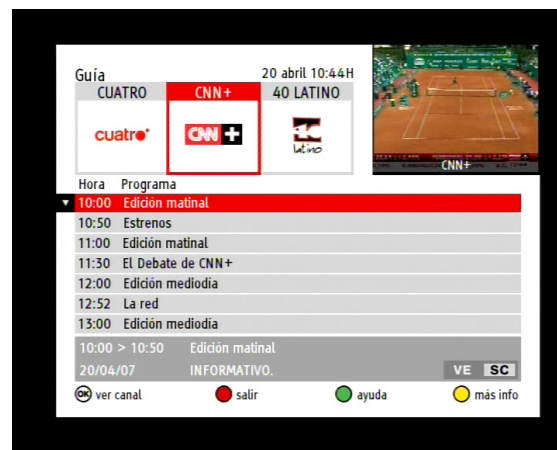 Guía
20 abril 10:44H
CUATRO
CNN+
40 LATINO
cuatro
CNN+
40
latino
CNN+
Hora Programa
10:00 Edición matinal
10:50 Estrenos
11:00 Edición matinal
11:30 El Debate de CNN+
12:00 Edición mediodía
12:52 La red
13:00 Edición mediodía
10:00 > 10:50 Edición matinal
20/04/07 INFORMATIVO. VE SC
OK ver canal salir ayuda más info